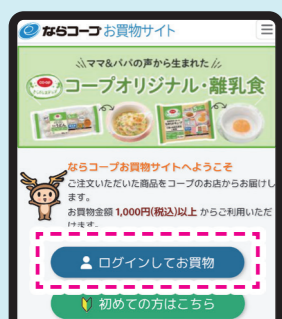 ならコープ お買物サイト
ママ&パパの声から生まれた
コープオリジナル・離乳食
ならコープお買物サイトへようこそ
ご注文いただいた商品をコープのお店からお届けし
ます。
お買物金額 1,000円(税込)以上 からご利用いただ
けます。
ログインしてお買物
初めての方はこちら